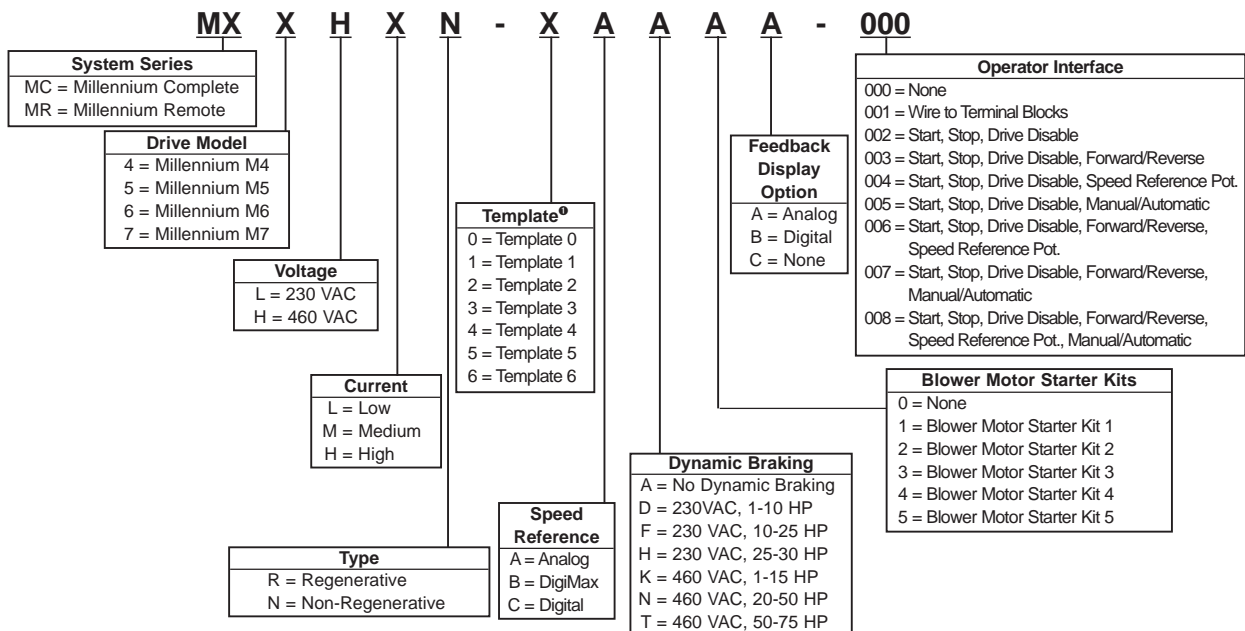 MX X H X N - X A A A A - 000
System Series
MC = Millennium Complete
MR = Millennium Remote
Drive Model
4 = Millennium M4
5 = Millennium M5
6 = Millennium M6
7 = Millennium M7
Voltage
L = 230 VAC
H = 460 VAC
Current
L = Low
M = Medium
H = High
Type
R = Regenerative
N = Non-Regenerative
Template❶
0 = Template 0
1 = Template 1
2 = Template 2
3 = Template 3
4 = Template 4
5 = Template 5
6 = Template 6
Speed
Reference
A = Analog
B = DigiMax
C = Digital
Dynamic Braking
A = No Dynamic Braking
D = 230VAC, 1-10 HP
F = 230 VAC, 10-25 HP
H = 230 VAC, 25-30 HP
K = 460 VAC, 1-15 HP
N = 460 VAC, 20-50 HP
T = 460 VAC, 50-75 HP
Blower Motor Starter Kits
0 = None
1 = Blower Motor Starter Kit 1
2 = Blower Motor Starter Kit 2
3 = Blower Motor Starter Kit 3
4 = Blower Motor Starter Kit 4
5 = Blower Motor Starter Kit 5
Feedback
Display
Option
A = Analog
B = Digital
C = None
Operator Interface
000 = None
001 = Wire to Terminal Blocks
002 = Start, Stop, Drive Disable
003 = Start, Stop, Drive Disable, Forward/Reverse
004 = Start, Stop, Drive Disable, Speed Reference Pot.
005 = Start, Stop, Drive Disable, Manual/Automatic
006 = Start, Stop, Drive Disable, Forward/Reverse,
Speed Reference Pot.
007 = Start, Stop, Drive Disable, Forward/Reverse,
Manual/Automatic
008 = Start, Stop, Drive Disable, Forward/Reverse,
Speed Reference Pot., Manual/Automatic